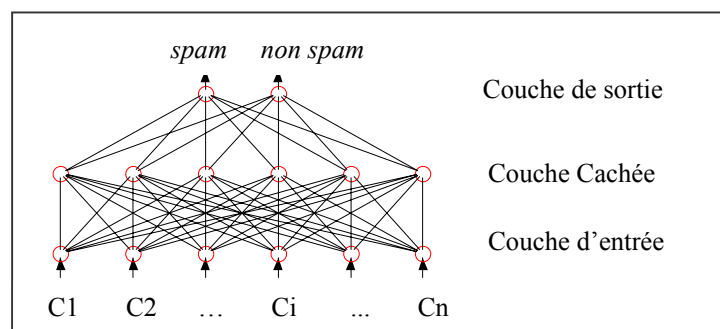 spam non spam
Couche de sortie
Couche Cachée
Couche d'entrée
C1 C2 … Ci ... Cn